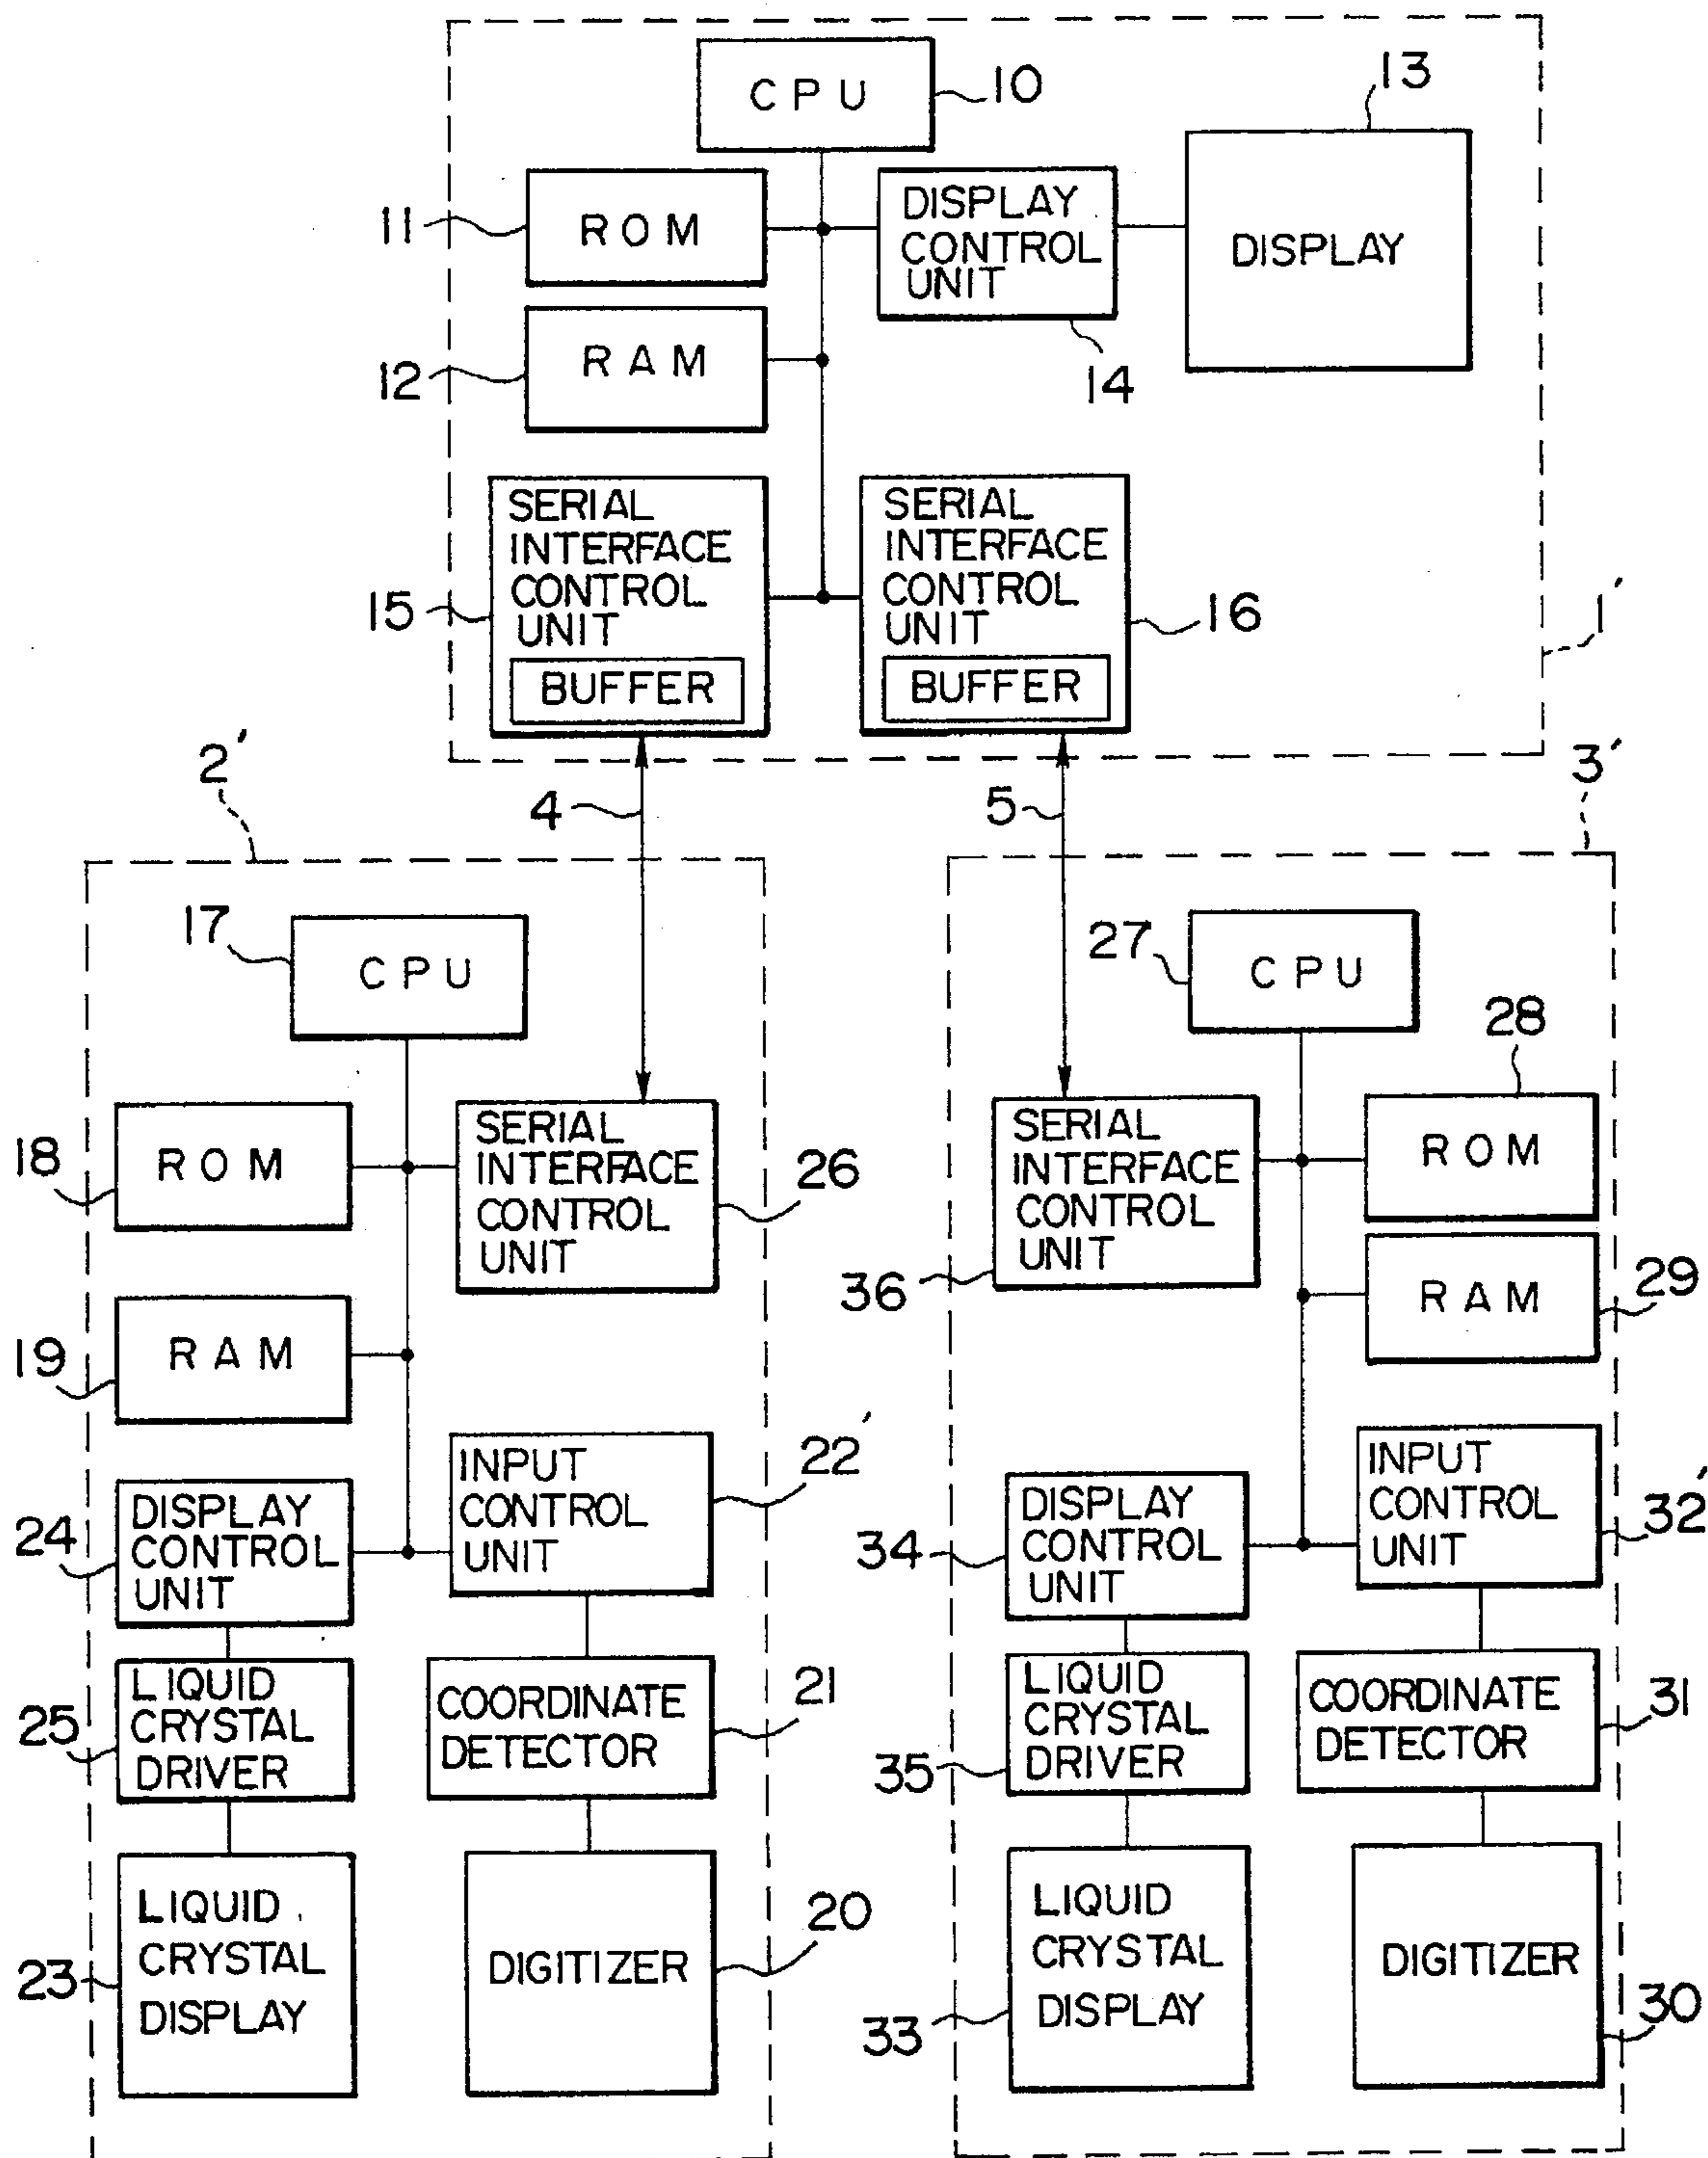 CPU
10
13
11
ROM
DISPLAY
CONTROL
UNIT
DISPLAY
12
RAM
14
15
SERIAL
INTERFACE
CONTROL
UNIT
BUFFER
SERIAL
INTERFACE
CONTROL
UNIT
BUFFER
16
1'
2'
4
5
3'
17
CPU
18
ROM
SERIAL
INTERFACE
CONTROL
UNIT
26
19
RAM
24
DISPLAY
CONTROL
UNIT
INPUT
CONTROL
UNIT
22'
25
LIQUID
CRYSTAL
DRIVER
COORDINATE
DETECTOR
21
23
LIQUID
CRYSTAL
DISPLAY
DIGITIZER
20
27
CPU
28
SERIAL
INTERFACE
CONTROL
UNIT
36
ROM
RAM
29
34
DISPLAY
CONTROL
UNIT
INPUT
CONTROL
UNIT
32'
35
LIQUID
CRYSTAL
DRIVER
COORDINATE
DETECTOR
31
33
LIQUID
CRYSTAL
DISPLAY
DIGITIZER
30